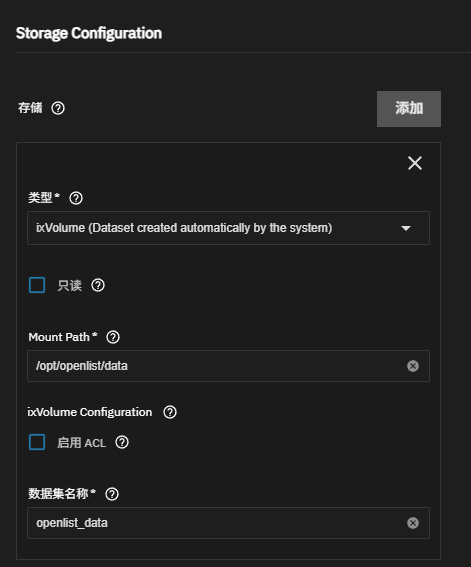 Storage Configuration
存储
添加
类型*
ixVolume (Dataset created automatically by the system)
只读
Mount Path*
/opt/openlist/data
ixVolume Configuration
启用 ACL
数据集名称*
openlist_data